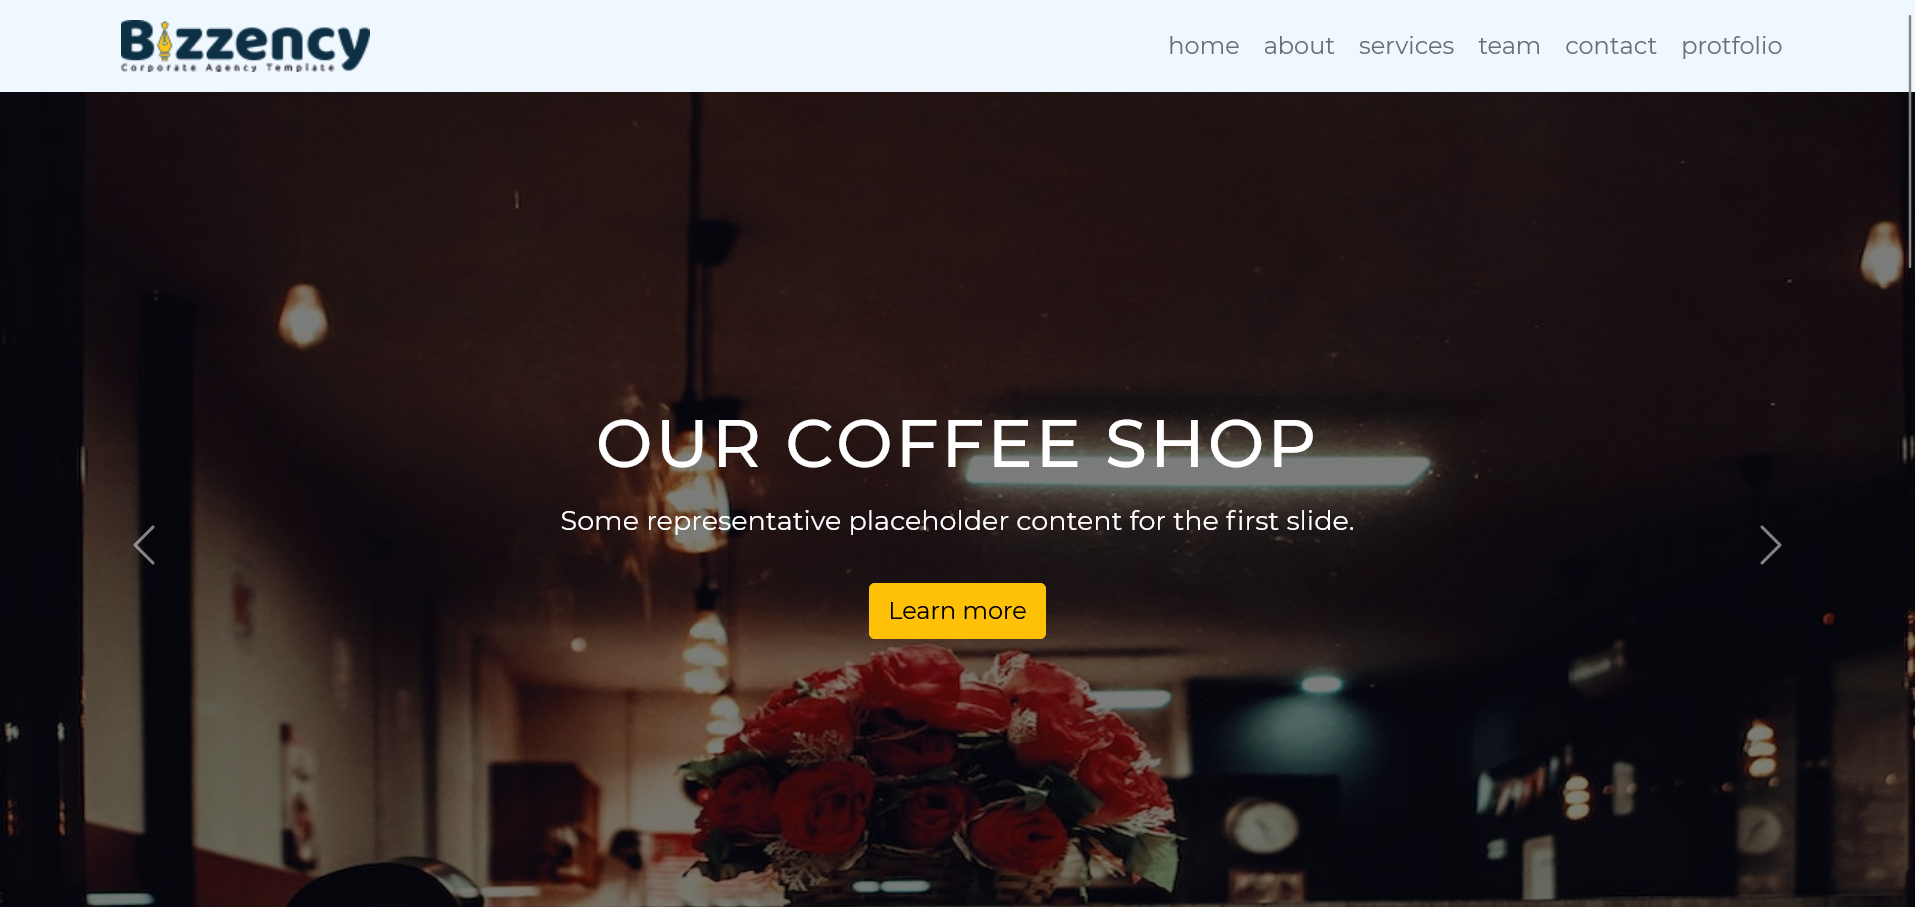 Bizzency
Corporate Agency Template
home about services team contact protfolio
OUR COFFEE SHOP
Some representative placeholder content for the first slide.
Learn more